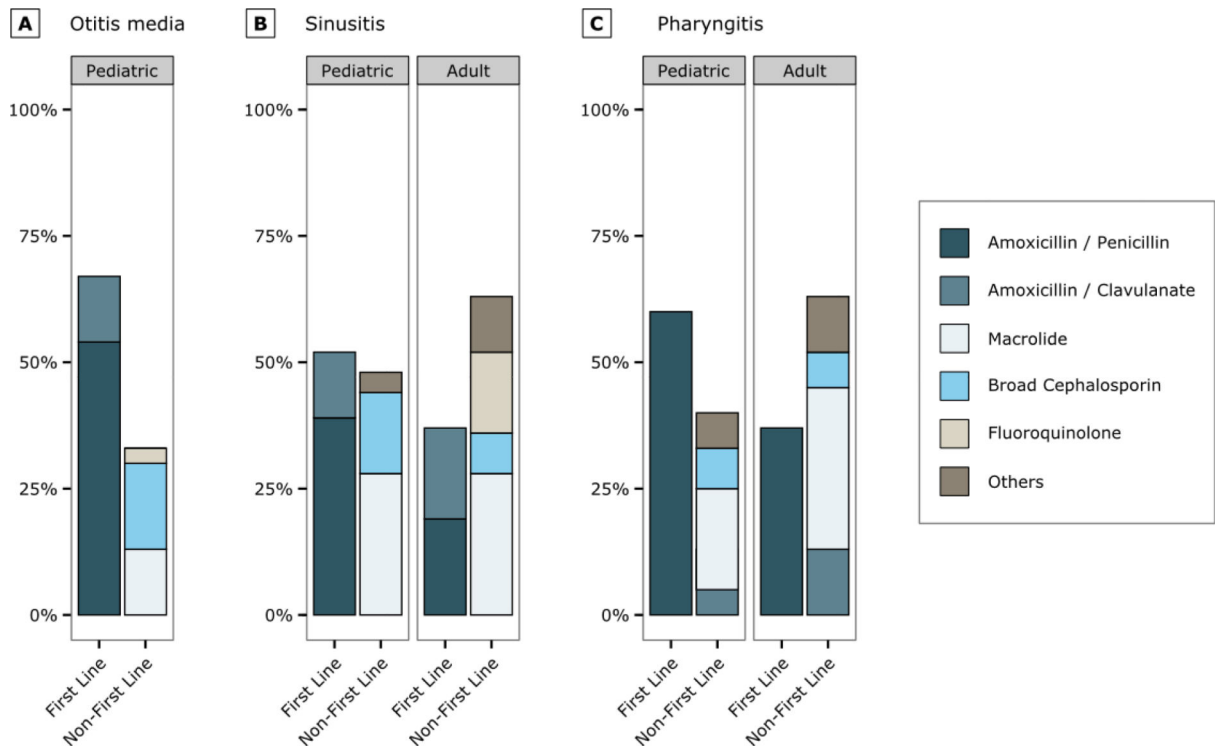 A Otitis media
Pediatric
100%
75%
50%
25%
0%
First Line
Non-First Line
B Sinusitis
Pediatric
Adult
100%
75%
50%
25%
0%
First Line
Non-First Line
First Line
Non-First Line
C Pharyngitis
Pediatric
Adult
100%
75%
50%
25%
0%
First Line
Non-First Line
First Line
Non-First Line
Amoxicillin / Penicillin
Amoxicillin / Clavulanate
Macrolide
Broad Cephalosporin
Fluoroquinolone
Others